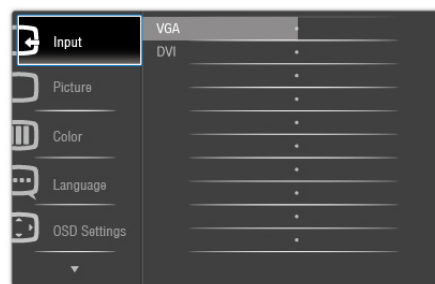 Input
Picture
Color
Language
OSD Settings
VGA
DVI